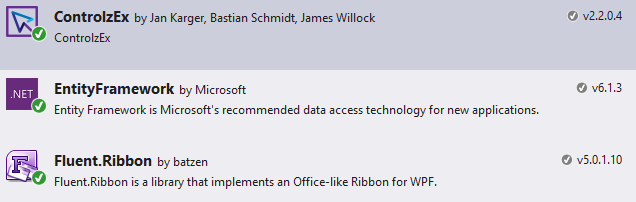 ControlzEx by Jan Karger, Bastian Schmidt, James Willock v2.2.0.4
ControlzEx
.NET EntityFramework by Microsoft v6.1.3
Entity Framework is Microsoft's recommended data access technology for new applications.
Fluent.Ribbon by batzen v5.0.1.10
Fluent.Ribbon is a library that implements an Office-like Ribbon for WPF.